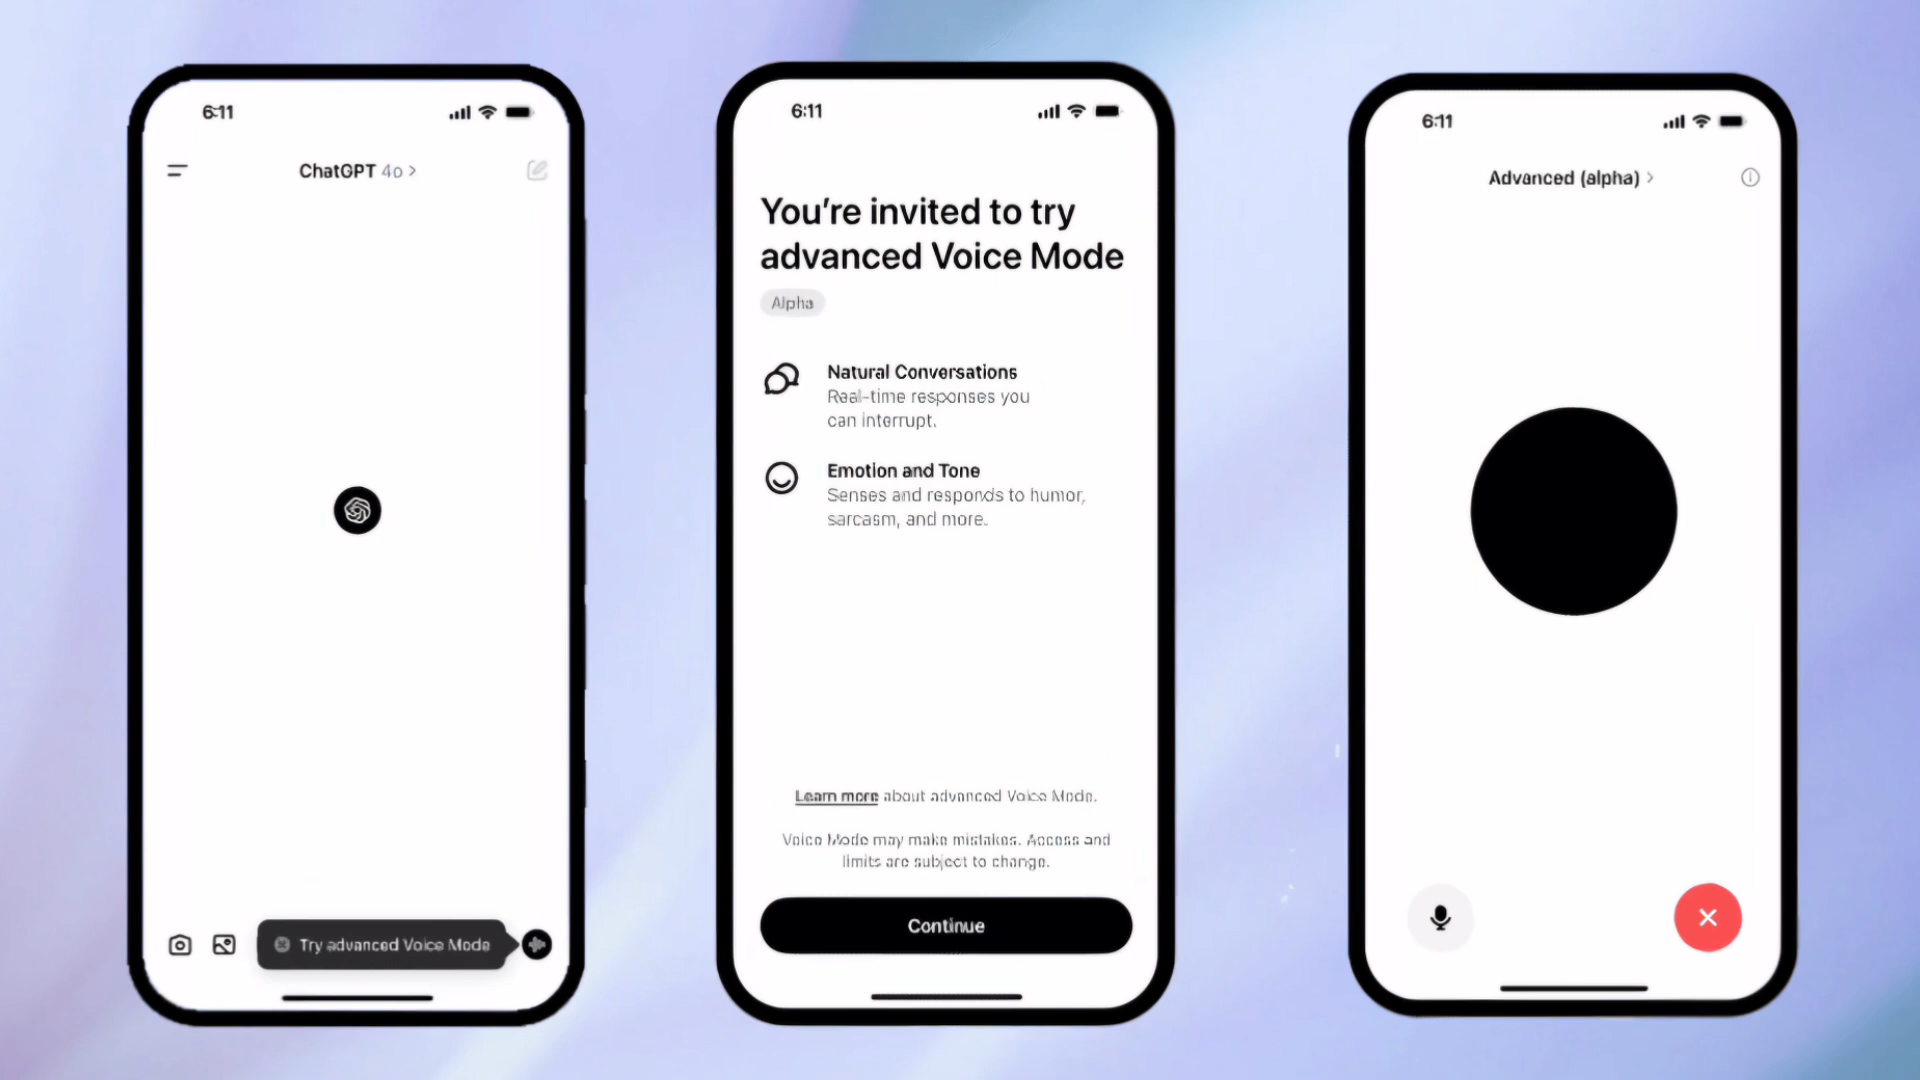 6:11
ChatGPT 4o >
Try advanced Voice Mode
6:11
You're invited to try
advanced Voice Mode
Alpha
Natural Conversations
Real-time responses you
can interrupt.
Emotion and Tone
Senses and responds to humor,
sarcasm, and more.
Learn more about advanced Voice Mode.
Voice Mode may make mistakes. Access and
limits are subject to change.
Continue
6:11
Advanced (alpha) >